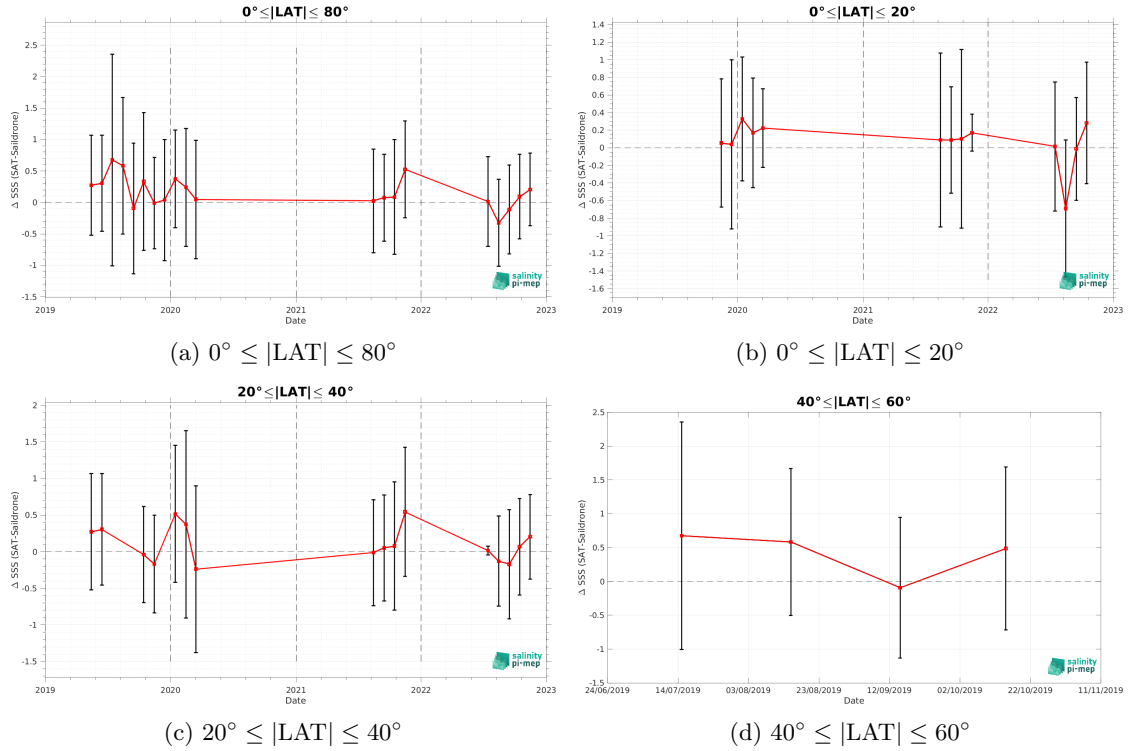 0°≤|LAT|≤ 80°
Δ SSS (SAT-Saildrone)
2.5
2
1.5
1
0.5
0
-0.5
-1
-1.5
2019
2020
2021
2022
2023
Date
salinity
pi-mep
(a) 0° ≤ |LAT| ≤ 80°
0°≤|LAT|≤ 20°
Δ SSS (SAT-Saildrone)
1.4
1.2
1
0.8
0.6
0.4
0.2
0
-0.2
-0.4
-0.6
-0.8
-1
-1.2
-1.4
-1.6
2019
2020
2021
2022
2023
Date
salinity
pi-mep
(b) 0° ≤ |LAT| ≤ 20°
20°≤|LAT|≤ 40°
Δ SSS (SAT-Saildrone)
2
1.5
1
0.5
0
-0.5
-1
-1.5
2019
2020
2021
2022
2023
Date
salinity
pi-mep
(c) 20° ≤ |LAT| ≤ 40°
40°≤|LAT|≤ 60°
Δ SSS (SAT-Saildrone)
2.5
2
1.5
1
0.5
0
-0.5
-1
-1.5
24/06/2019
14/07/2019
03/08/2019
23/08/2019
12/09/2019
02/10/2019
22/10/2019
11/11/2019
Date
salinity
pi-mep
(d) 40° ≤ |LAT| ≤ 60°